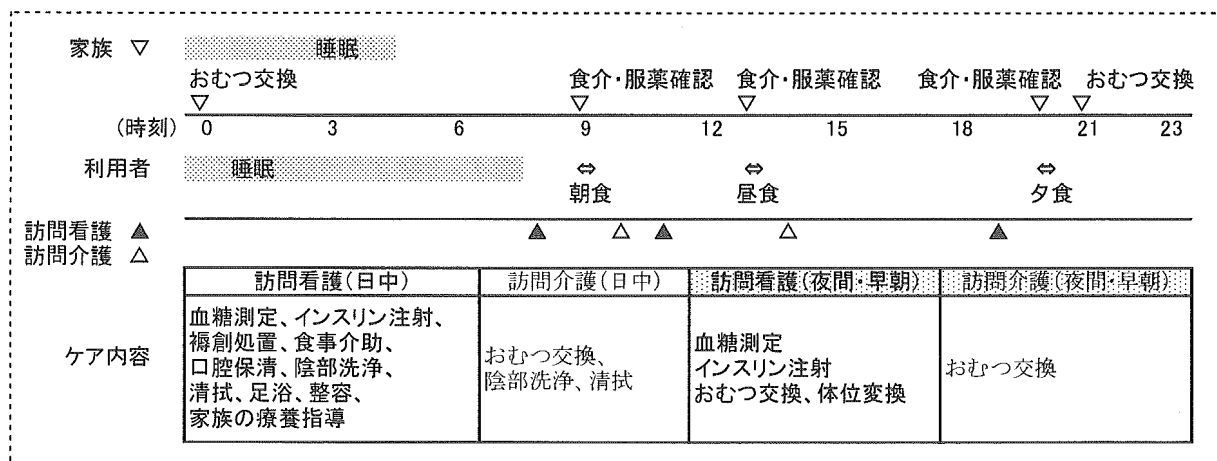 家族 ▽ 睡眠
おむつ交換 食介・服薬確認 食介・服薬確認 食介・服薬確認 おむつ交換
▽ ▽ ▽ ▽ ▽
(時刻) 0 3 6 9 12 15 18 21 23
利用者 睡眠 ⇔ ⇔ ⇔
朝食 昼食 夕食
訪問看護 ▲ ▲ △ ▲ △ ▲
訪問介護 △
訪問看護(日中) 訪問介護(日中) 訪問看護(夜間・早朝) 訪問介護(夜間・早朝)
ケア内容
血糖測定、インスリン注射、
褥創処置、食事介助、
口腔保清、陰部洗浄、
清拭、足浴、整容、
家族の療養指導
おむつ交換、
陰部洗浄、清拭
血糖測定
インスリン注射
おむつ交換、体位変換
おむつ交換